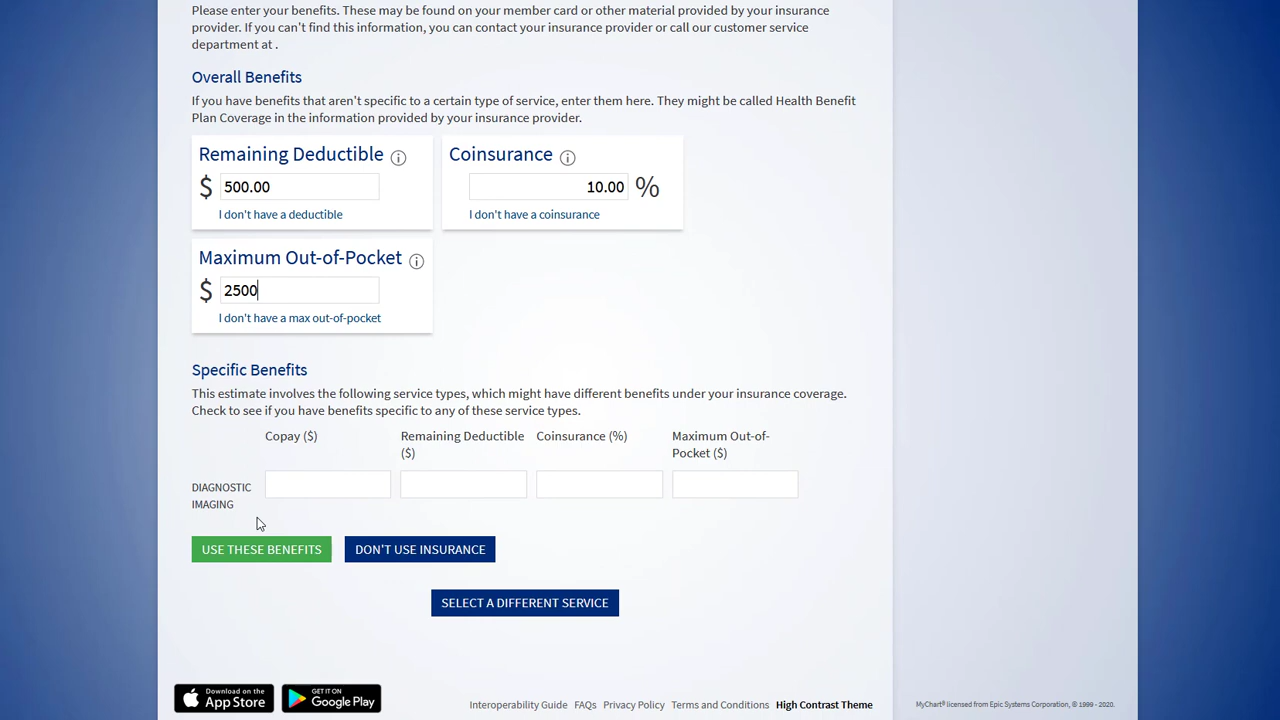 Please enter your benefits. These may be found on your member card or other material provided by your insurance
provider. If you can't find this information, you can contact your insurance provider or call our customer service
department at .
Overall Benefits
If you have benefits that aren't specific to a certain type of service, enter them here. They might be called Health Benefit
Plan Coverage in the information provided by your insurance provider.
Remaining Deductible
$ 500.00
I don't have a deductible
Coinsurance
10.00 %
I don't have a coinsurance
Maximum Out-of-Pocket
$ 2500
I don't have a max out-of-pocket
Specific Benefits
This estimate involves the following service types, which might have different benefits under your insurance coverage.
Check to see if you have benefits specific to any of these service types.
Copay ($)
Remaining Deductible
($)
Coinsurance (%)
Maximum Out-of-
Pocket ($)
DIAGNOSTIC
IMAGING
USE THESE BENEFITS
DON'T USE INSURANCE
SELECT A DIFFERENT SERVICE
Download on the
App Store
GET IT ON
Google Play
Interoperability Guide FAQs Privacy Policy Terms and Conditions High Contrast Theme
MyChart® licensed from Epic Systems Corporation, © 1999 - 2020.